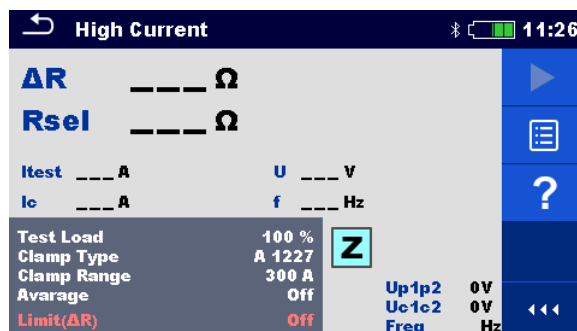 High Current 11:26
ΔR ___ Ω
Rsel ___ Ω
Itest ___ A U ___ V
Ic ___ A f ___ Hz
Test Load 100 %
Clamp Type A 1227
Clamp Range 300 A
Avarage Off
Limit(ΔR) Off
Z
Up1p2 0V
Uc1c2 0V
Freq Hz
?